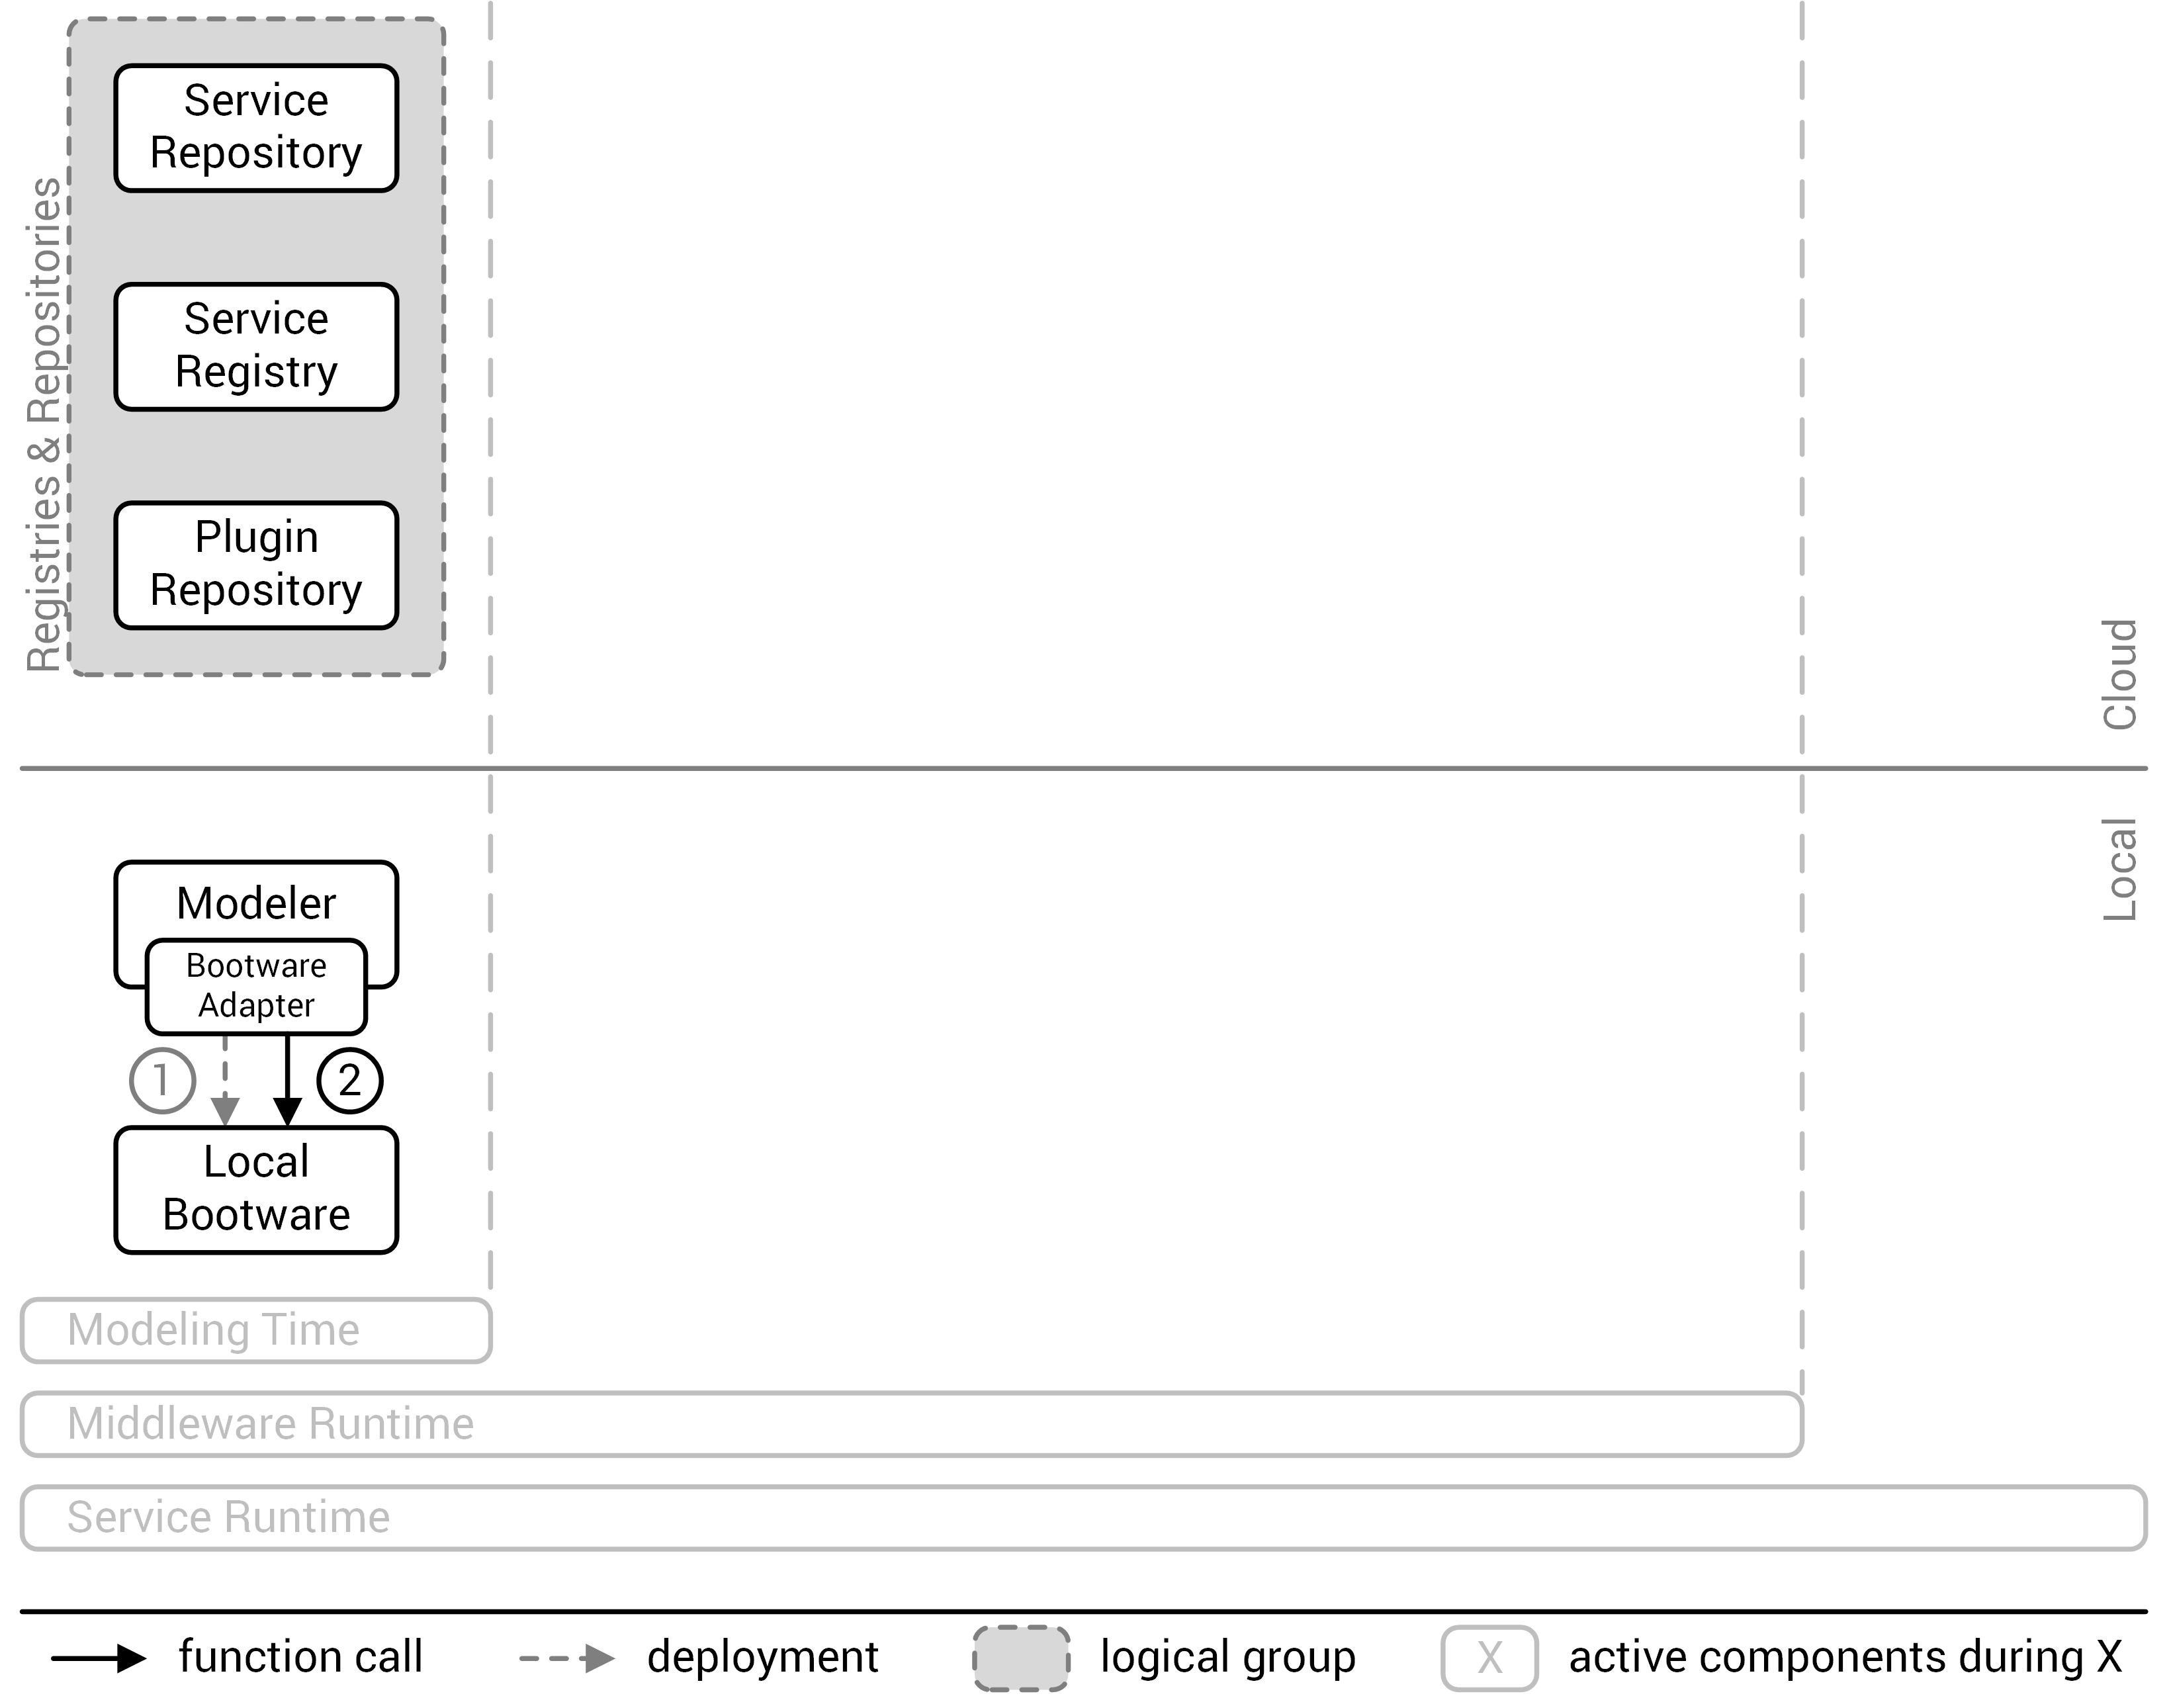 Registries & Repositories
Service
Repository
Service
Registry
Plugin
Repository
Cloud
Local
Modeler
Bootware
Adapter
1
2
Local
Bootware
Modeling Time
Middleware Runtime
Service Runtime
function call
deployment
logical group
X
active components during X